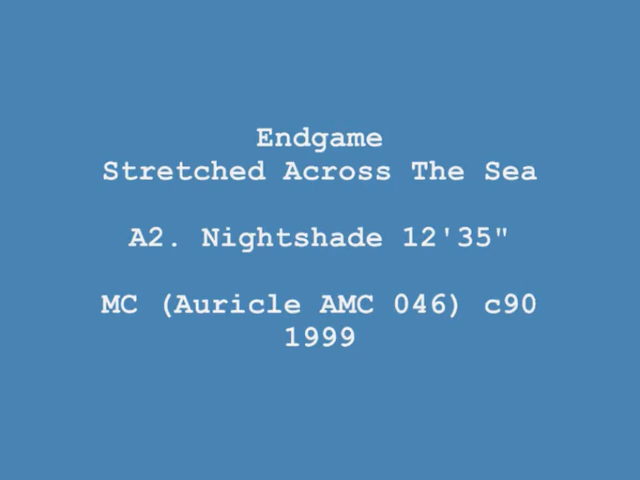 Endgame
Stretched Across The Sea
A2. Nightshade 12'35"
MC (Auricle AMC 046) c90
1999